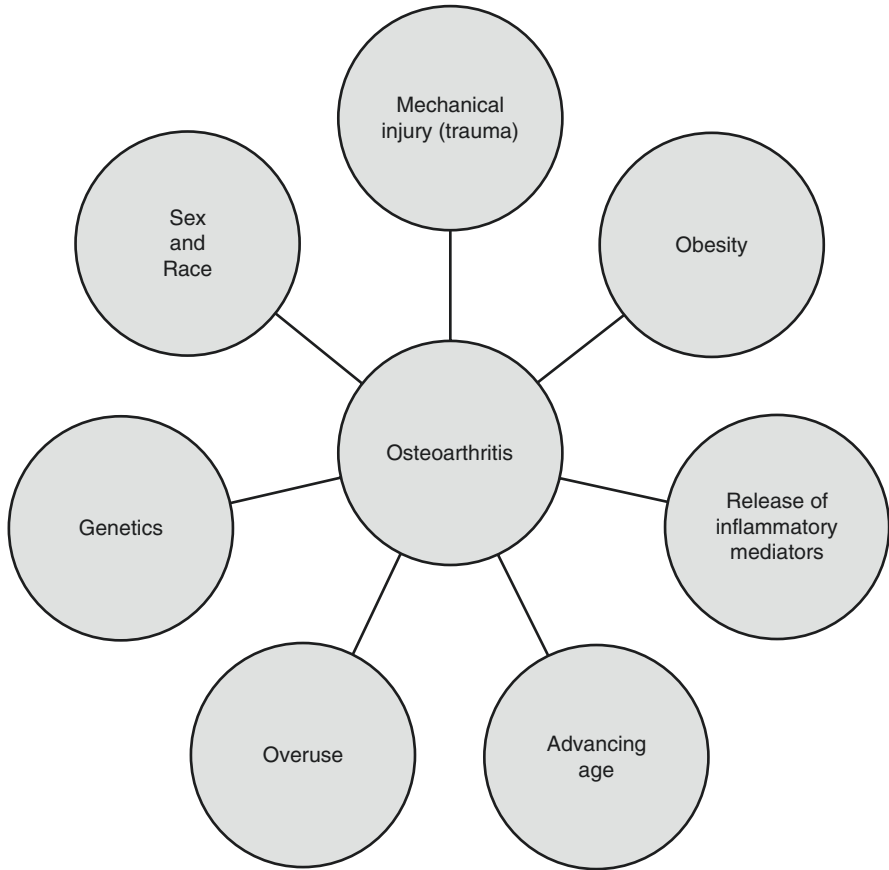 Mechanical
injury (trauma)
Sex
and
Race
Obesity
Osteoarthritis
Genetics
Release of
inflammatory
mediators
Overuse
Advancing
age